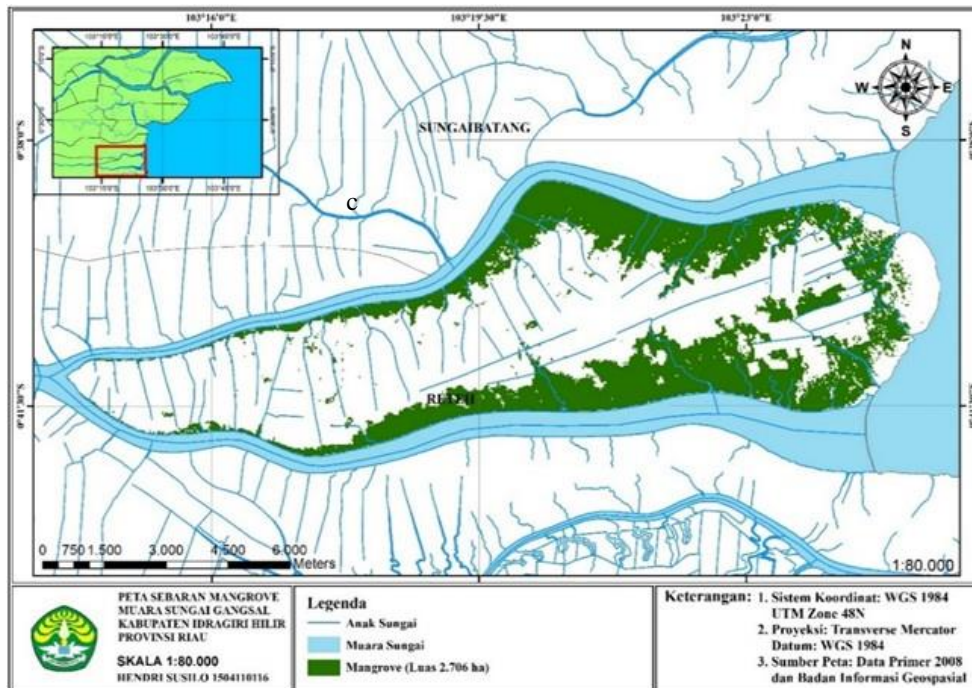 103°16'0"E 103°19'30"E 103°23'0"E
0°38'0"S
0°41'30"S
N
W E
S
SUNGAIBATANG
c
RETEH
0 750 1.500 3.000 4.500 6.000
Meters
1:80.000
PETA SEBARAN MANGROVE
MUARA SUNGAI GANGSAL
KABUPATEN IDRAGIRI HILIR
PROVINSI RIAU
SKALA 1:80.000
HENDRI SUSILO 1504110116
Legenda
Anak Sungai
Muara Sungai
Mangrove (Luas 2.706 ha)
Keterangan: 1. Sistem Koordinat: WGS 1984
UTM Zone 48N
2. Proyeksi: Transverse Mercator
Datum: WGS 1984
3. Sumber Peta: Data Primer 2008
dan Badan Informasi Geospasial